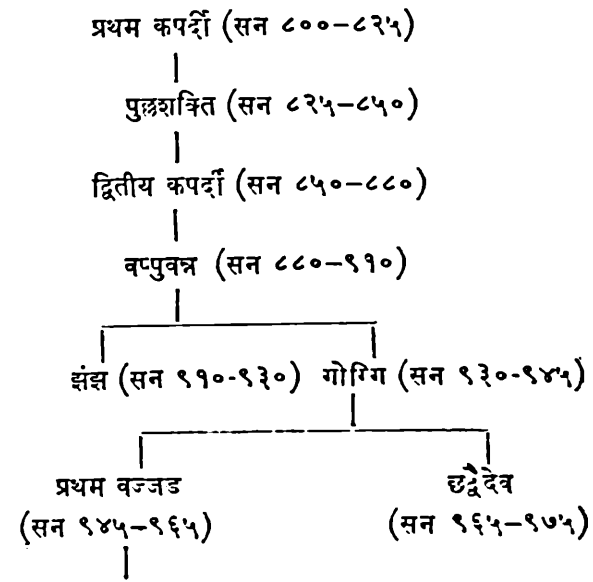 प्रथम कपर्दी (सन ८००–८२५)
पुल्लशक्ति (सन ८२५–८५०)
द्वितीय कपर्दी (सन ८५०–८८०)
वप्पुवन्न (सन ८८०–९१०)
झंझ (सन ९१०-९३०) गोग्गि (सन ९३०-९४५)
प्रथम वज्जड छद्वैदेव
(सन ९४५–९६५) (सन ९६५–९७५)